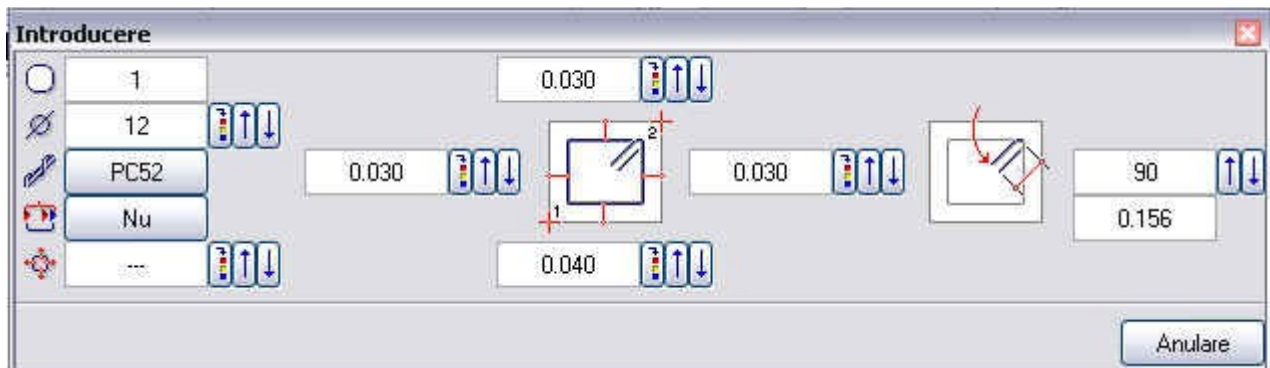 Introducere
1 0.030
12
2
PC52 0.030 0.030 90
Nu 0.156
1
--- 0.040
Anulare